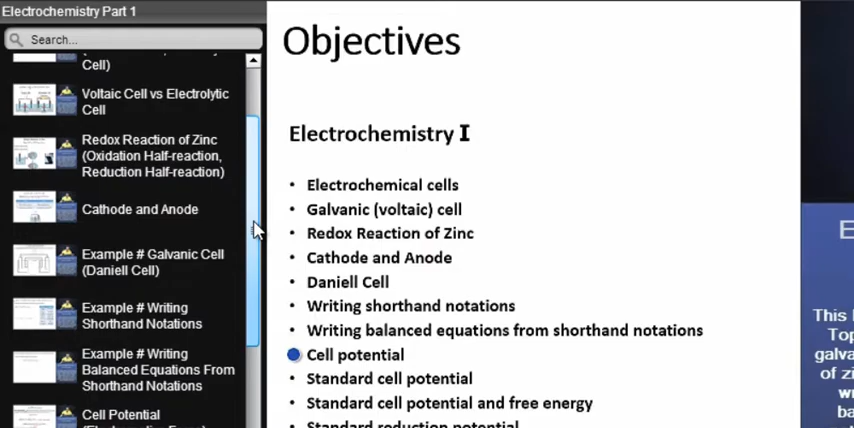 Electrochemistry Part 1
Search...
Cell)
Voltaic Cell vs Electrolytic
Cell
Redox Reaction of Zinc
(Oxidation Half-reaction,
Reduction Half-reaction)
Cathode and Anode
Example # Galvanic Cell
(Daniell Cell)
Example # Writing
Shorthand Notations
Example # Writing
Balanced Equations From
Shorthand Notations
Cell Potential
Objectives
Electrochemistry I
• Electrochemical cells
• Galvanic (voltaic) cell
• Redox Reaction of Zinc
• Cathode and Anode
• Daniell Cell
• Writing shorthand notations
• Writing balanced equations from shorthand notations
Cell potential
• Standard cell potential
• Standard cell potential and free energy
Standard reduction potential
E
This
Top
galva
of zi
w
ba